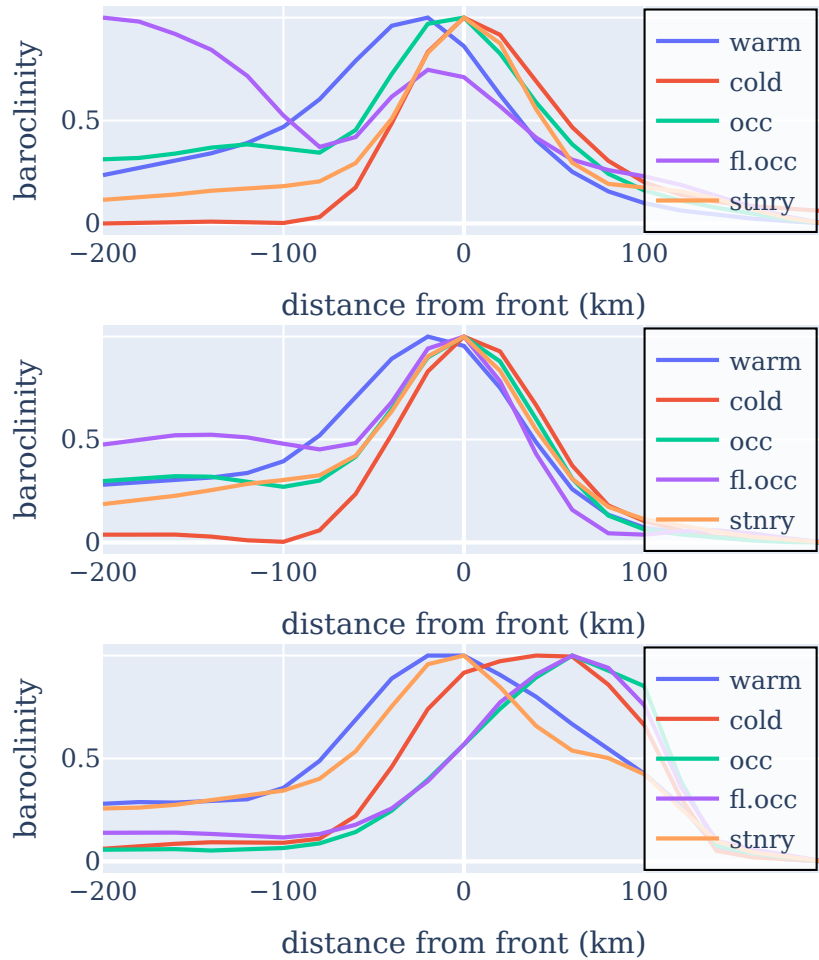 baroclinity
0.5
0
−200
−100
0
100
warm
cold
occ
fl.occ
stnry
distance from front (km)
baroclinity
0.5
0
−200
−100
0
100
warm
cold
occ
fl.occ
stnry
distance from front (km)
baroclinity
0.5
0
−200
−100
0
100
warm
cold
occ
fl.occ
stnry
distance from front (km)